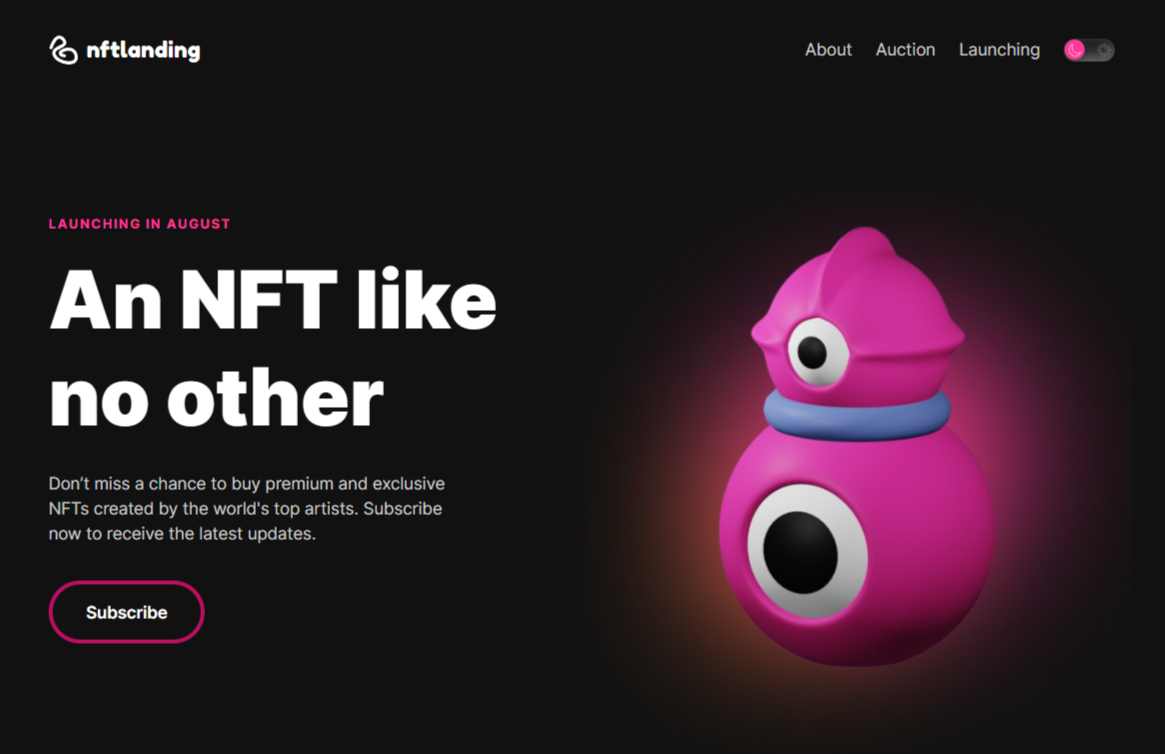 nftlanding
About Auction Launching
LAUNCHING IN AUGUST
An NFT like
no other
Don't miss a chance to buy premium and exclusive
NFTs created by the world's top artists. Subscribe
now to receive the latest updates.
Subscribe